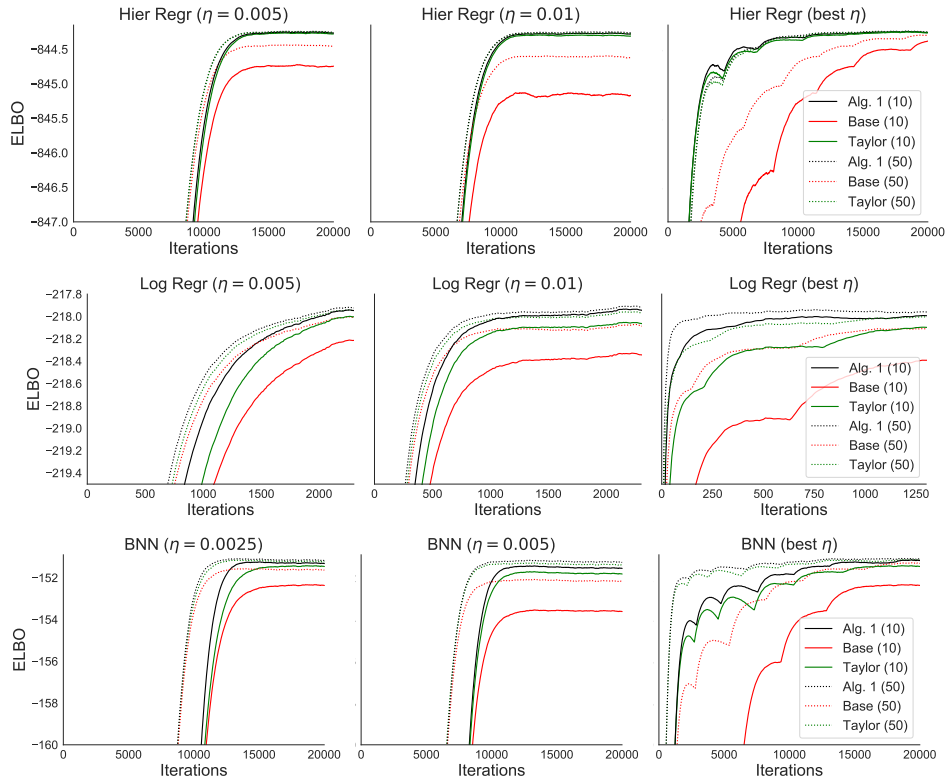 Hier Regr (η = 0.005)
Hier Regr (η = 0.01)
Hier Regr (best η)
ELBO
−844.5
−845.0
−845.5
−846.0
−846.5
−847.0
0 5000 10000 15000 20000
0 5000 10000 15000 20000
0 5000 10000 15000 20000
Iterations
Iterations
Iterations
Alg. 1 (10)
Base (10)
Taylor (10)
Alg. 1 (50)
Base (50)
Taylor (50)
Log Regr (η = 0.005)
Log Regr (η = 0.01)
Log Regr (best η)
ELBO
−217.8
−218.0
−218.2
−218.4
−218.6
−218.8
−219.0
−219.2
−219.4
0 500 1000 1500 2000
0 500 1000 1500 2000
0 250 500 750 1000 1250
Iterations
Iterations
Iterations
Alg. 1 (10)
Base (10)
Taylor (10)
Alg. 1 (50)
Base (50)
Taylor (50)
BNN (η = 0.0025)
BNN (η = 0.005)
BNN (best η)
ELBO
−152
−154
−156
−158
−160
0 5000 10000 15000 20000
0 5000 10000 15000 20000
0 5000 10000 15000 20000
Iterations
Iterations
Iterations
Alg. 1 (10)
Base (10)
Taylor (10)
Alg. 1 (50)
Base (50)
Taylor (50)